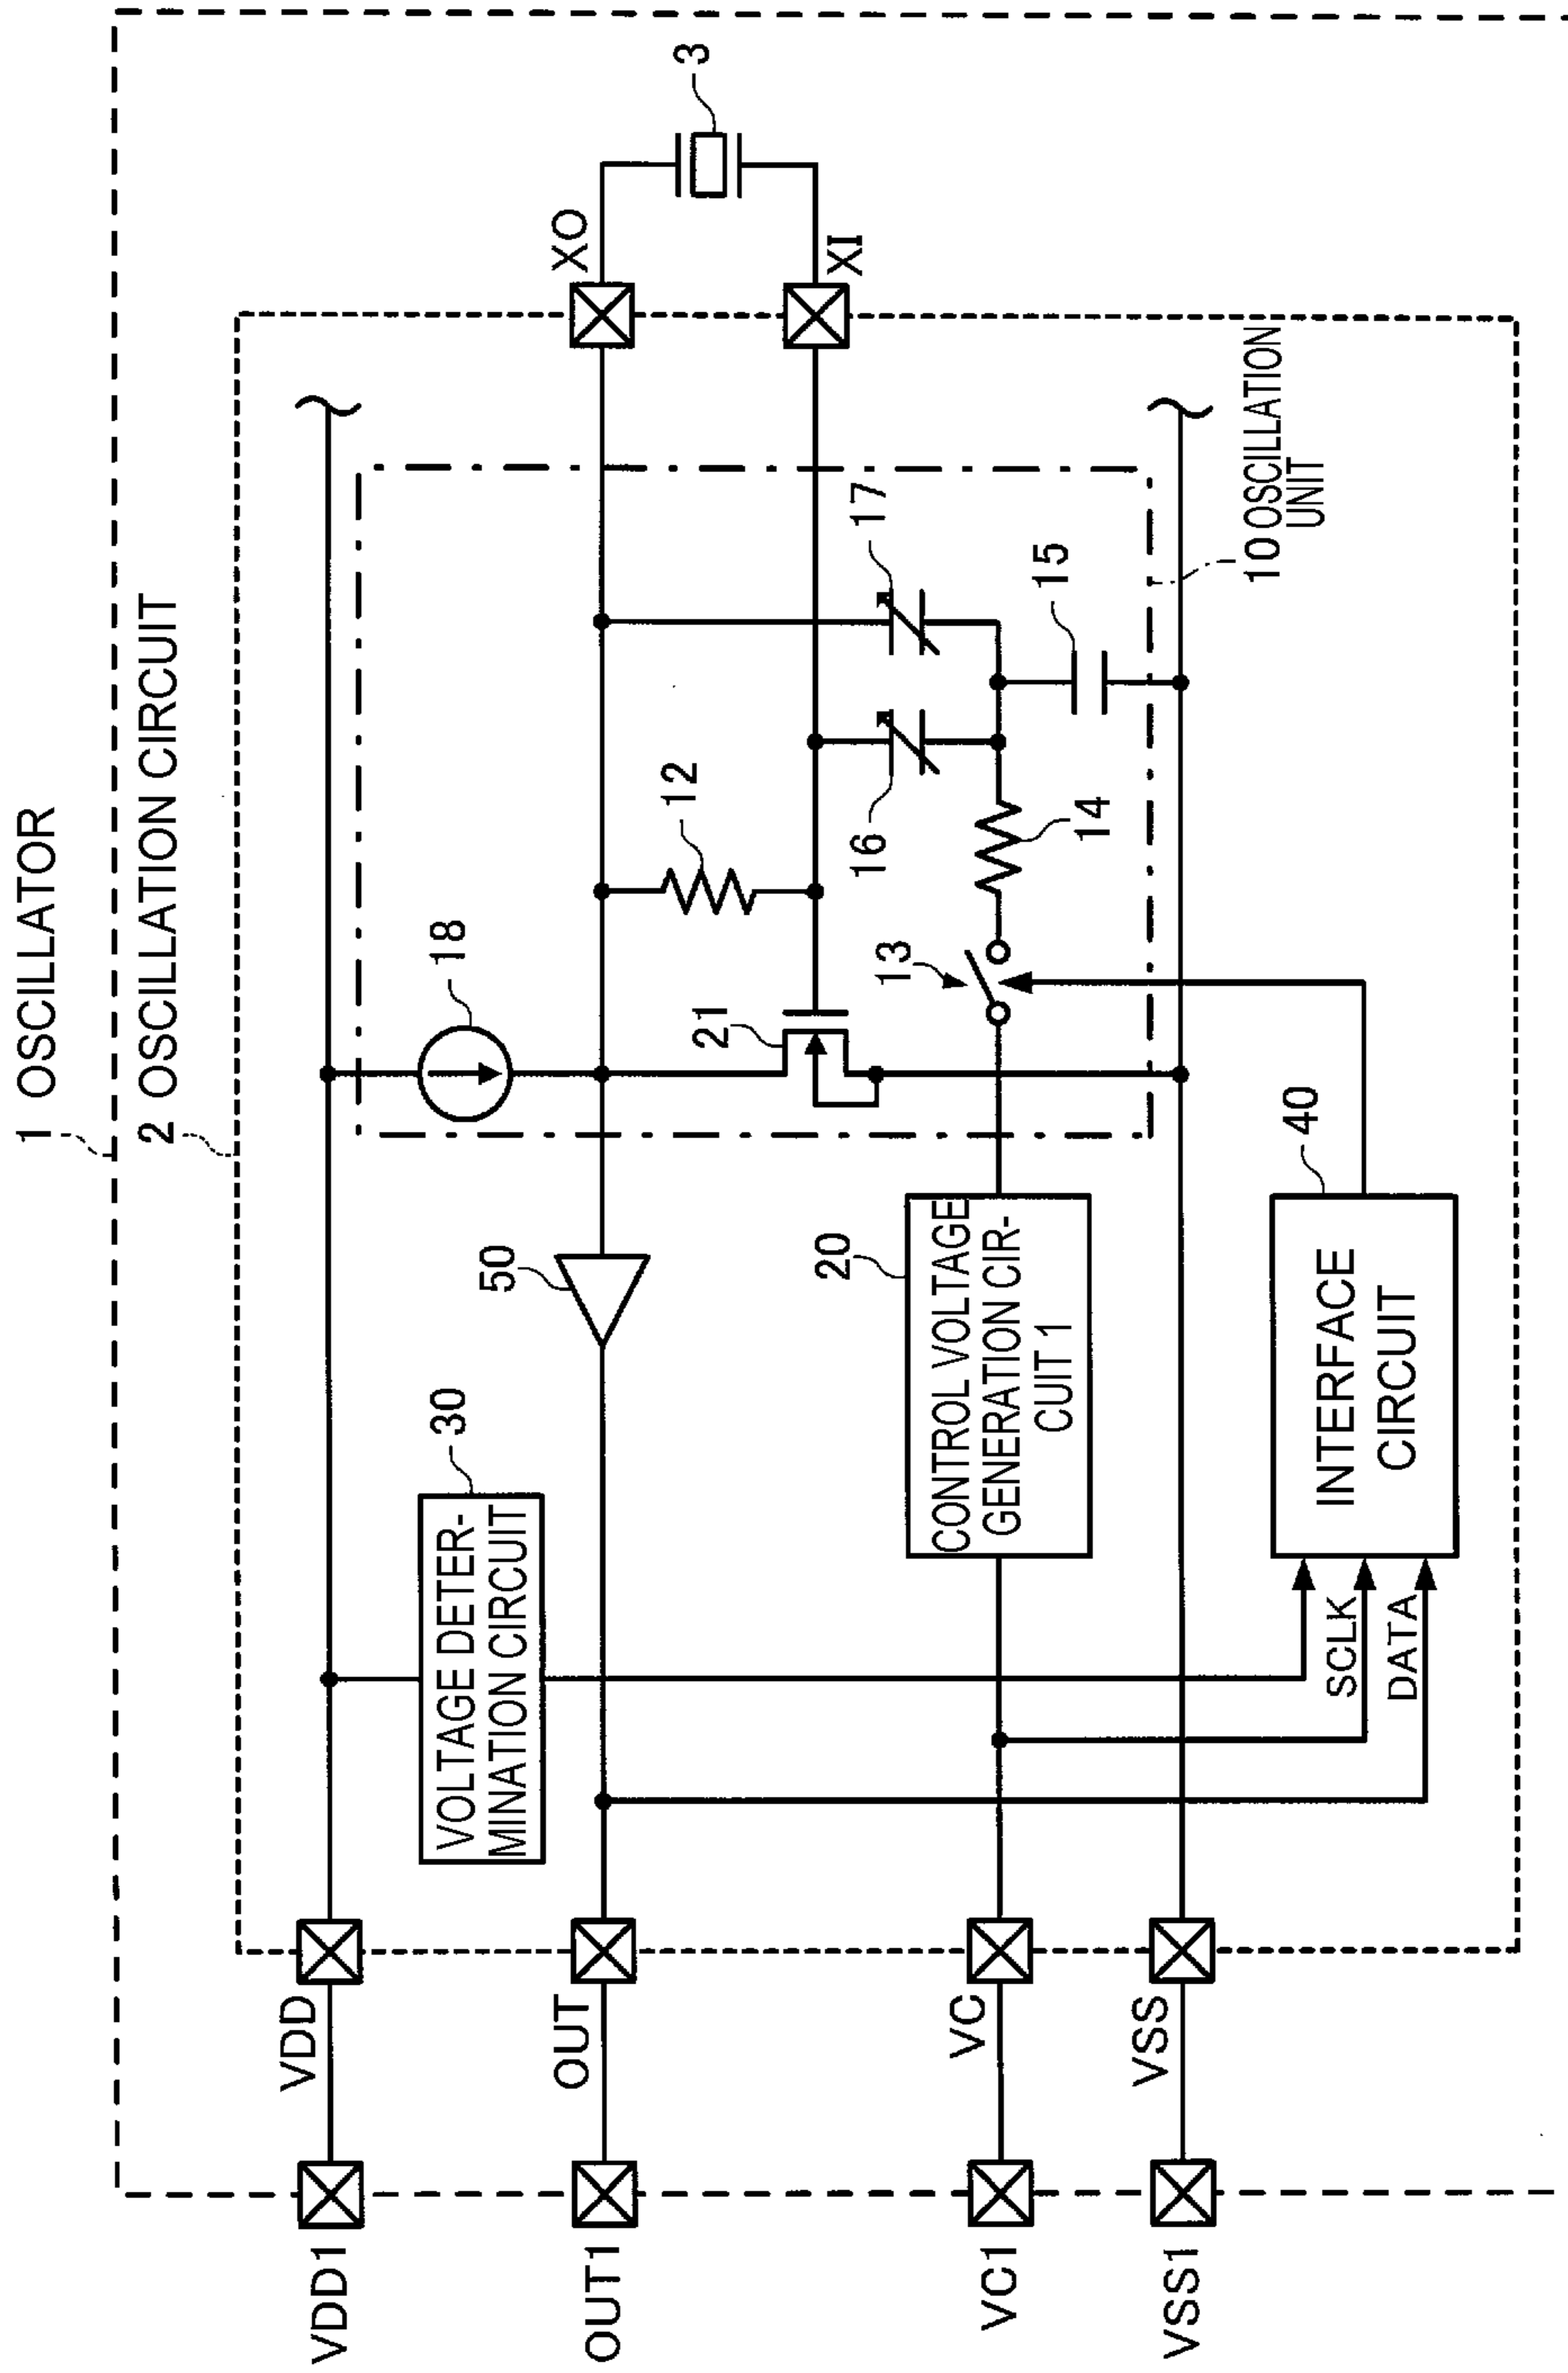 1 OSCILLATOR
2 OSCILLATION CIRCUIT
VDD1
VDD
OUT1
OUT
VC1
VC
VSS1
VSS
30
VOLTAGE DETER-
MINATION CIRCUIT
50
18
12
21
20
CONTROL VOLTAGE
GENERATION CIR-
CUIT 1
13
14
16
17
15
10 OSCILLATION
UNIT
XO
XI
3
SCLK
DATA
40
INTERFACE
CIRCUIT